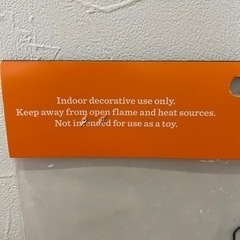 Indoor decorative use only.
Keep away from open flame and heat sources.
Not intended for use as a toy.